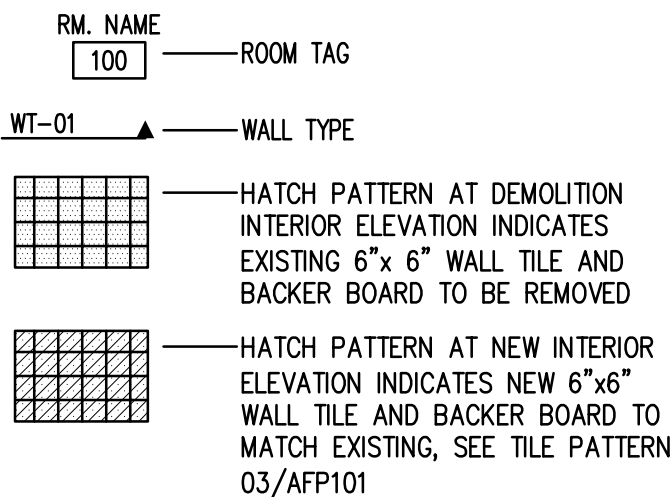 RM. NAME
100 ROOM TAG
WT-01 WALL TYPE
HATCH PATTERN AT DEMOLITION
INTERIOR ELEVATION INDICATES
EXISTING 6”x 6” WALL TILE AND
BACKER BOARD TO BE REMOVED
HATCH PATTERN AT NEW INTERIOR
ELEVATION INDICATES NEW 6”x6”
WALL TILE AND BACKER BOARD TO
MATCH EXISTING, SEE TILE PATTERN
03/AFP101